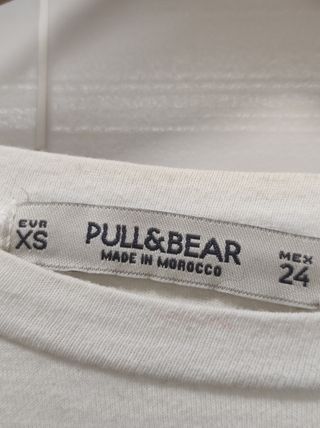 EUR
XS
PULL&BEAR
MADE IN MOROCCO
MEX
24